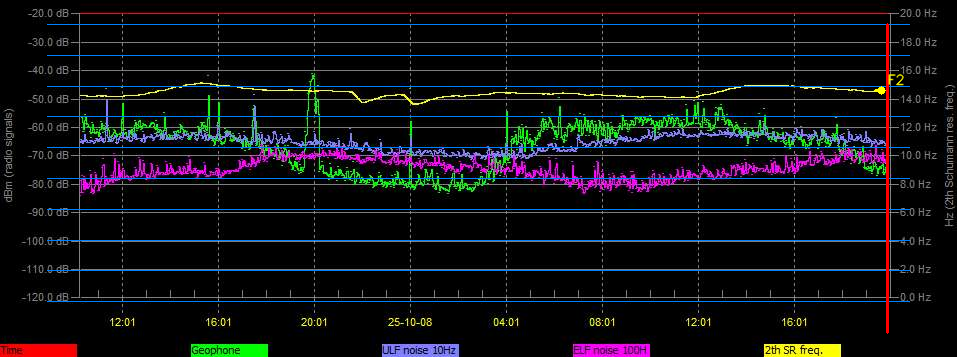 -20.0 dB 20.0 Hz
-30.0 dB 18.0 Hz
-40.0 dB 16.0 Hz
F2
-50.0 dB 14.0 Hz
-60.0 dB 12.0 Hz
-70.0 dB 10.0 Hz
-80.0 dB 8.0 Hz
-90.0 dB 6.0 Hz
-100.0 dB 4.0 Hz
-110.0 dB 2.0 Hz
-120.0 dB 0.0 Hz
dBm (radio signals)
Hz (2th Schumann res. freq.)
12:01 16:01 20:01 25-10-08 04:01 08:01 12:01 16:01
Time Geophone ULF noise 10Hz ELF noise 100H 2th SR freq.